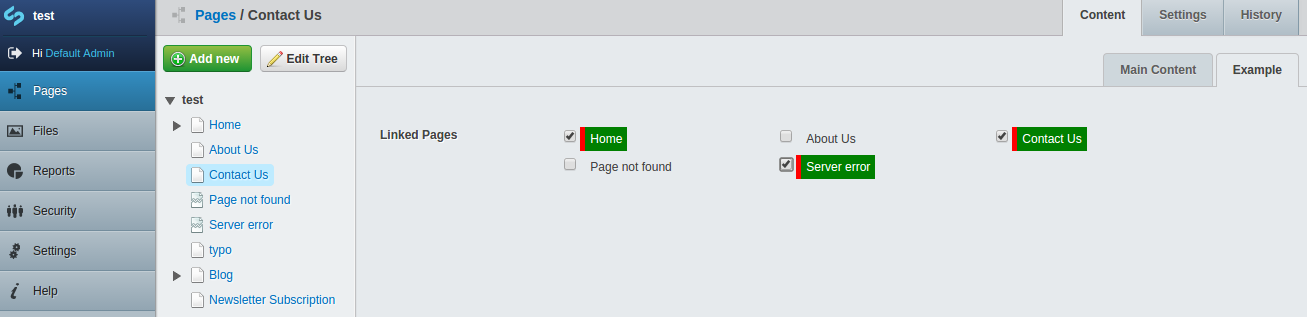 test
Pages / Contact Us
Content
Settings
History
Hi Default Admin
Add new
Edit Tree
Main Content
Example
Pages
Files
Reports
Security
Settings
Help
test
Home
About Us
Contact Us
Page not found
Server error
typo
Blog
Newsletter Subscription
Linked Pages
Home
About Us
Contact Us
Page not found
Server error